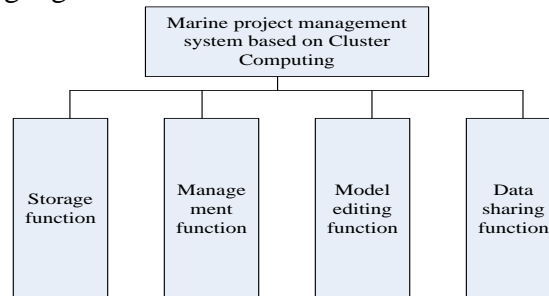 Marine project management
system based on Cluster
Computing
Storage
function
Manage
ment
function
Model
editing
function
Data
sharing
function